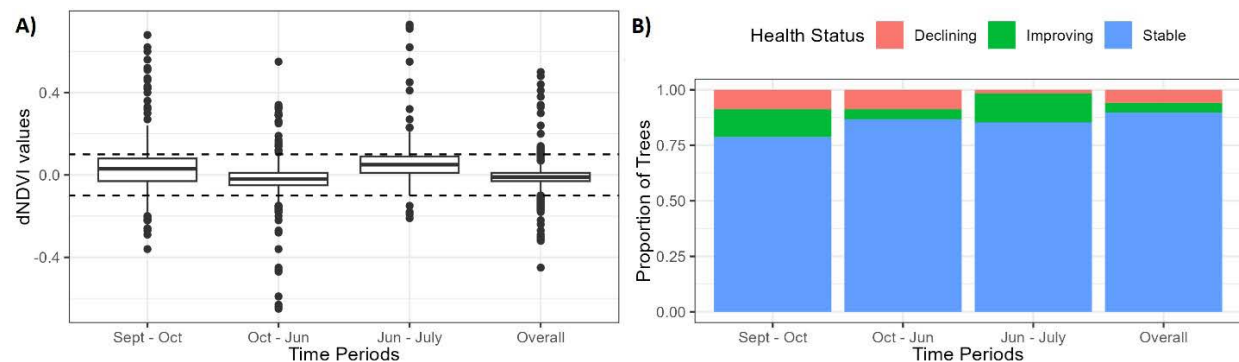 A)
dNDVI values
0.4
0.0
-0.4
Sept - Oct Oct - Jun Jun - July Overall
Time Periods
B)
Health Status Declining Improving Stable
Proportion of Trees
1.00
0.75
0.50
0.25
0.00
Sept - Oct Oct - Jun Jun - July Overall
Time Periods